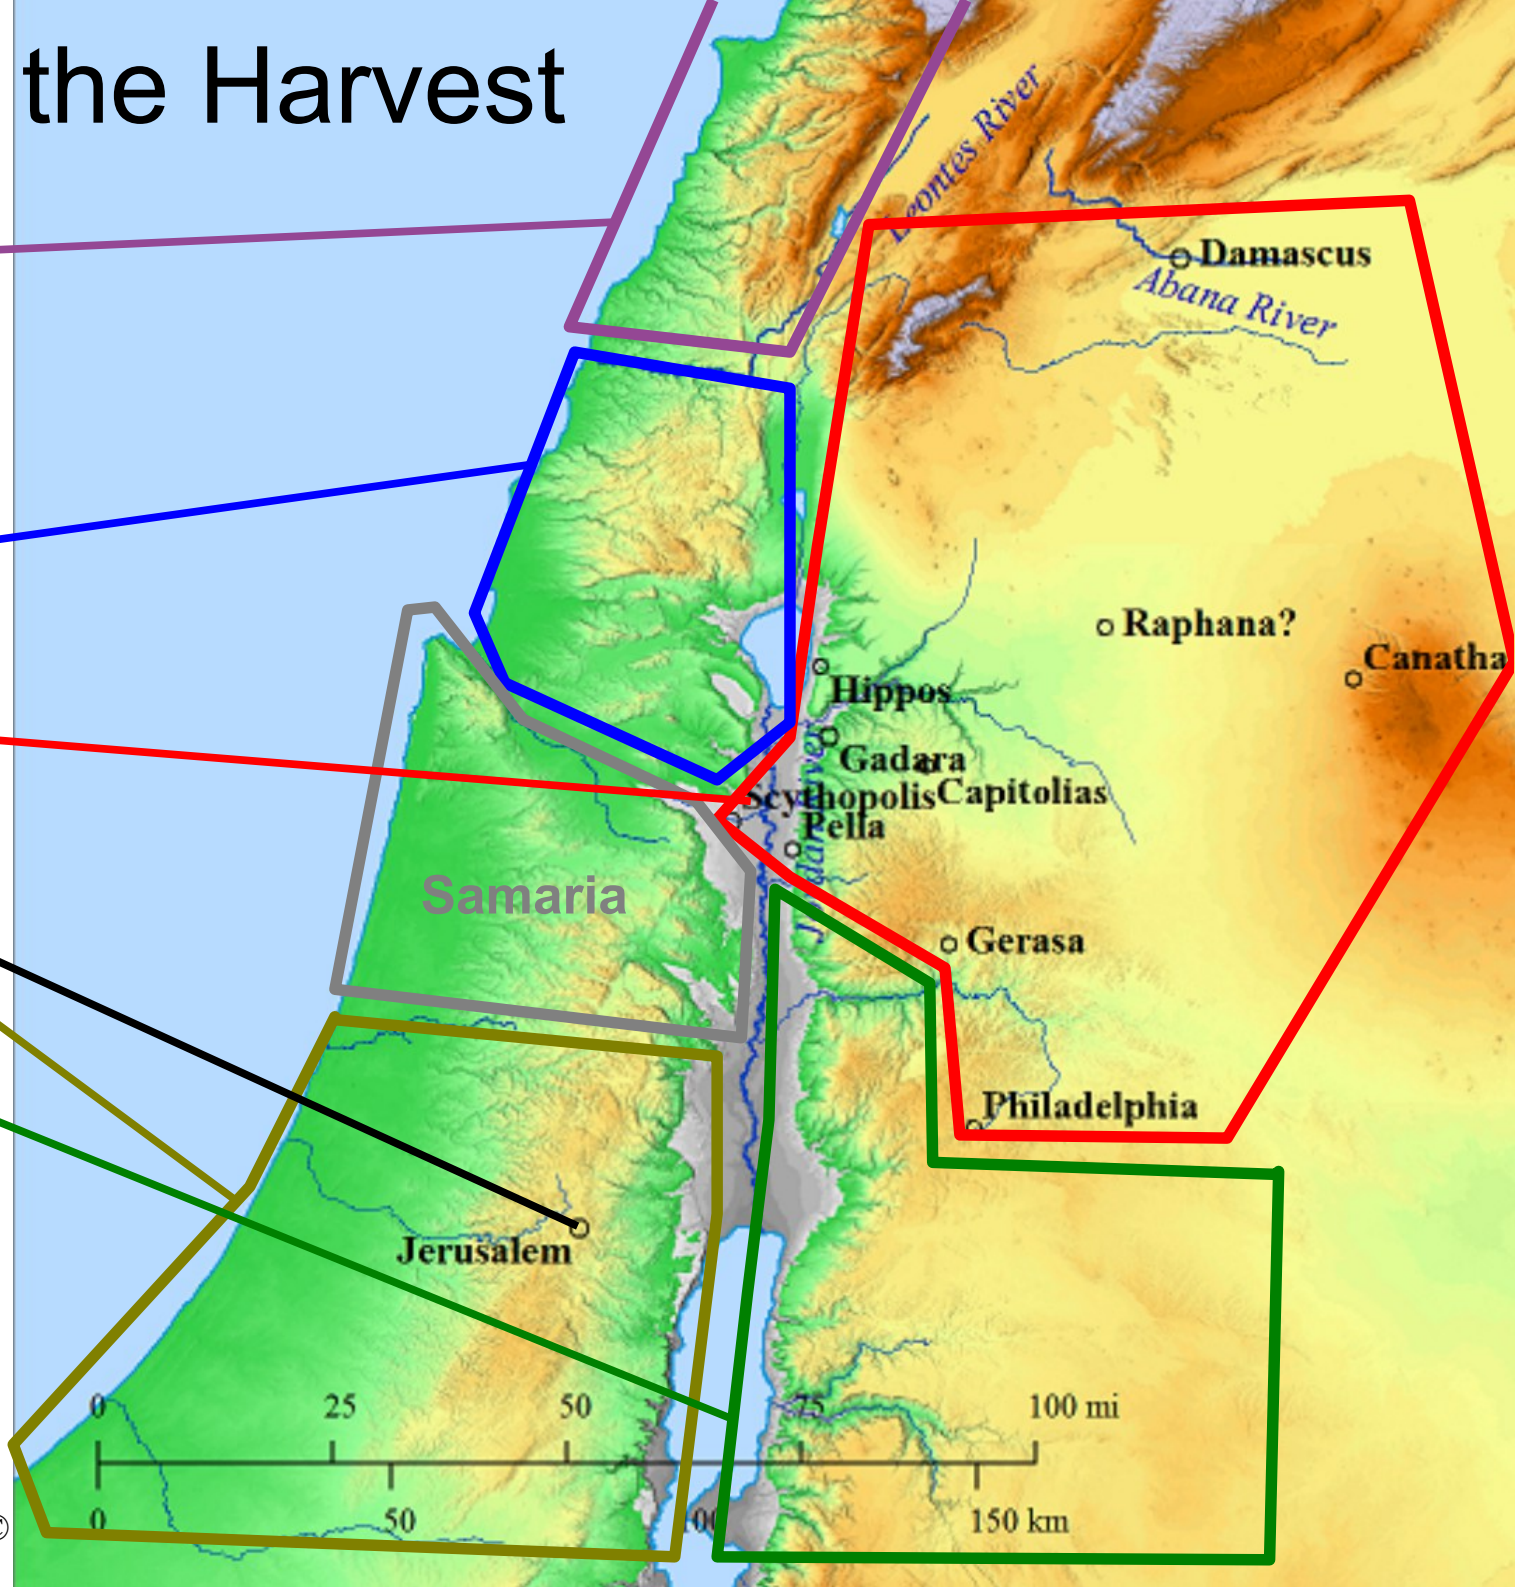 the Harvest
Leontes River
Damascus
Abana River
Raphana?
Canatha
Hippos
Gadara
Scythopolis
Capitolias
Pella
Jordan River
Samaria
Gerasa
Philadelphia
Jerusalem
0 25 50 75 100 mi
0 50 100 150 km
©